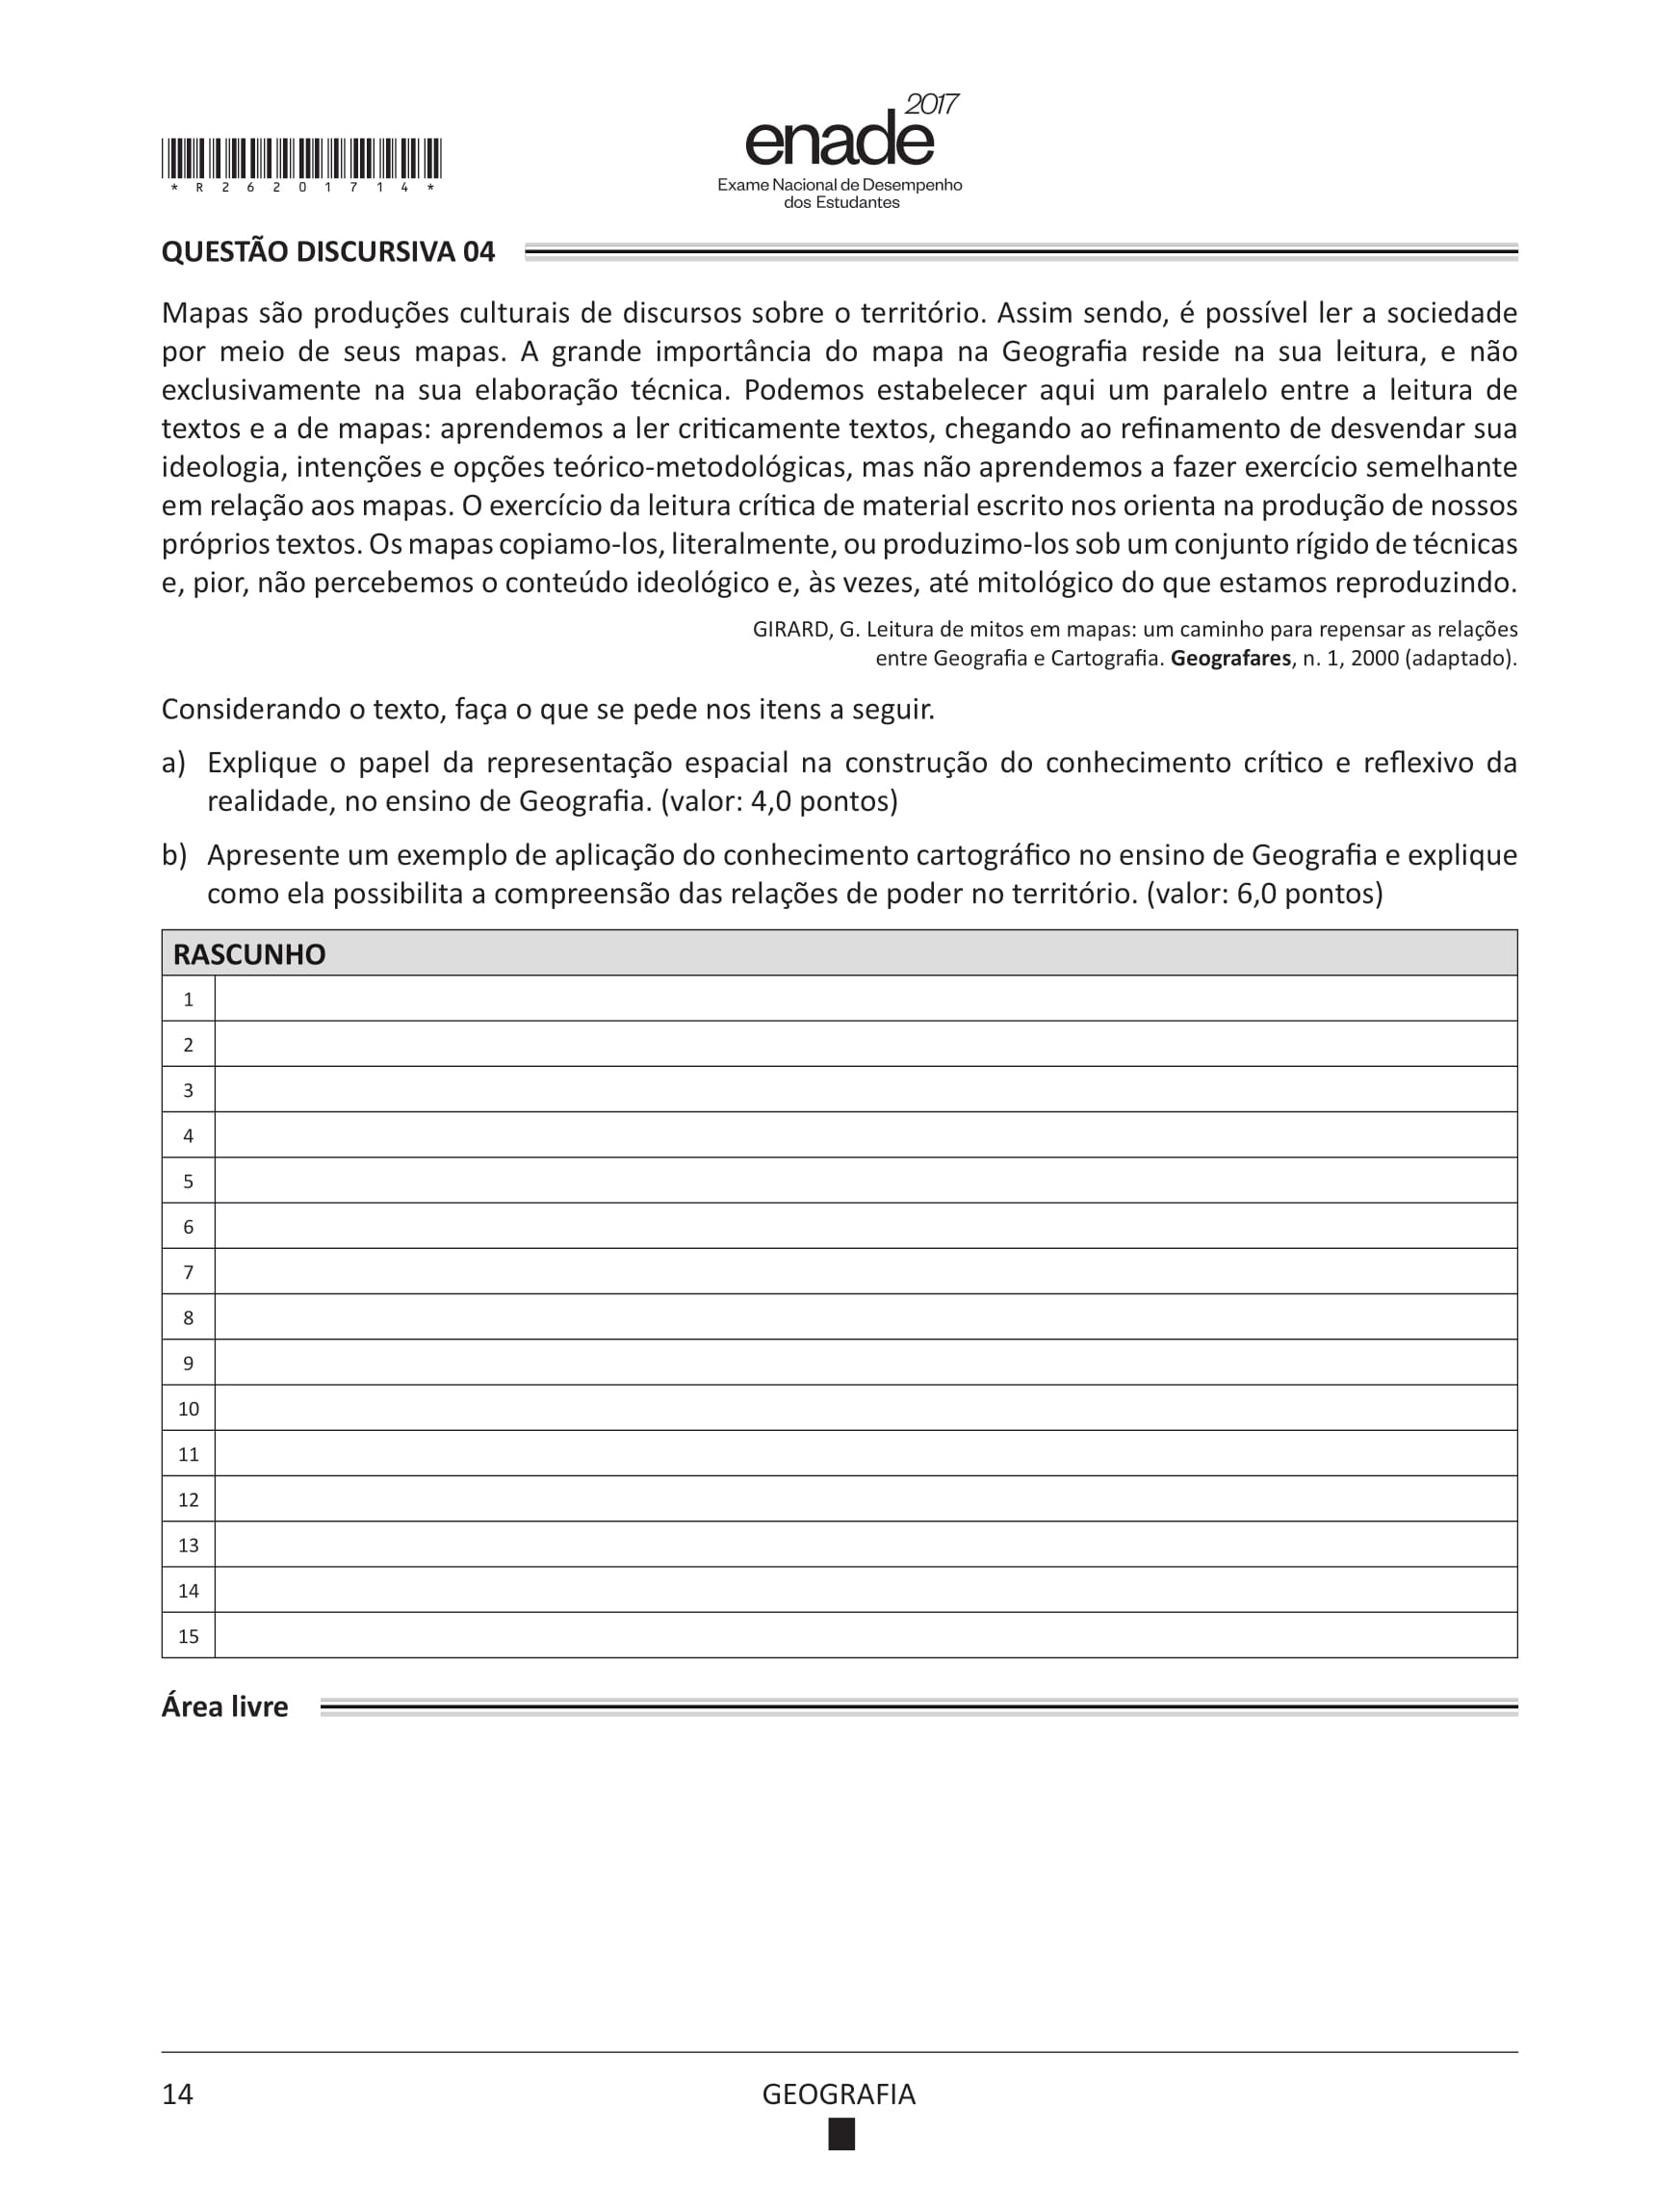 2017
enade
Exame Nacional de Desempenho
dos Estudantes
* R 2 6 2 0 1 7 1 4 *
QUESTÃO DISCURSIVA 04
Mapas são produções culturais de discursos sobre o território. Assim sendo, é possível ler a sociedade
por meio de seus mapas. A grande importância do mapa na Geografia reside na sua leitura, e não
exclusivamente na sua elaboração técnica. Podemos estabelecer aqui um paralelo entre a leitura de
textos e a de mapas: aprendemos a ler criticamente textos, chegando ao refinamento de desvendar sua
ideologia, intenções e opções teórico-metodológicas, mas não aprendemos a fazer exercício semelhante
em relação aos mapas. O exercício da leitura crítica de material escrito nos orienta na produção de nossos
próprios textos. Os mapas copiamo-los, literalmente, ou produzimo-los sob um conjunto rígido de técnicas
e, pior, não percebemos o conteúdo ideológico e, às vezes, até mitológico do que estamos reproduzindo.
GIRARD, G. Leitura de mitos em mapas: um caminho para repensar as relações
entre Geografia e Cartografia. Geografares, n. 1, 2000 (adaptado).
Considerando o texto, faça o que se pede nos itens a seguir.
a) Explique o papel da representação espacial na construção do conhecimento crítico e reflexivo da
realidade, no ensino de Geografia. (valor: 4,0 pontos)
b) Apresente um exemplo de aplicação do conhecimento cartográfico no ensino de Geografia e explique
como ela possibilita a compreensão das relações de poder no território. (valor: 6,0 pontos)
RASCUNHO
1
2
3
4
5
6
7
8
9
10
11
12
13
14
15
Área livre
14
GEOGRAFIA